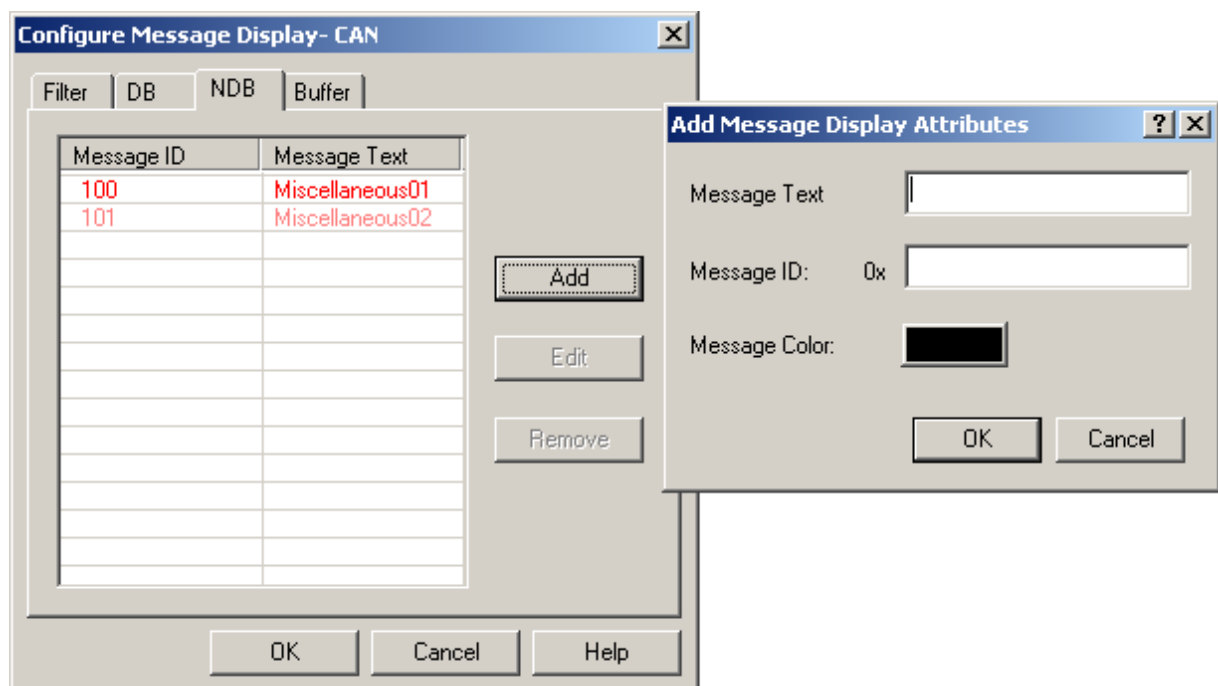 Configure Message Display- CAN
Filter DB NDB Buffer
Message ID Message Text
100 Miscellaneous01
101 Miscellaneous02
Add
Edit
Remove
OK Cancel Help
Add Message Display Attributes
Message Text
Message ID: 0x
Message Color:
OK Cancel